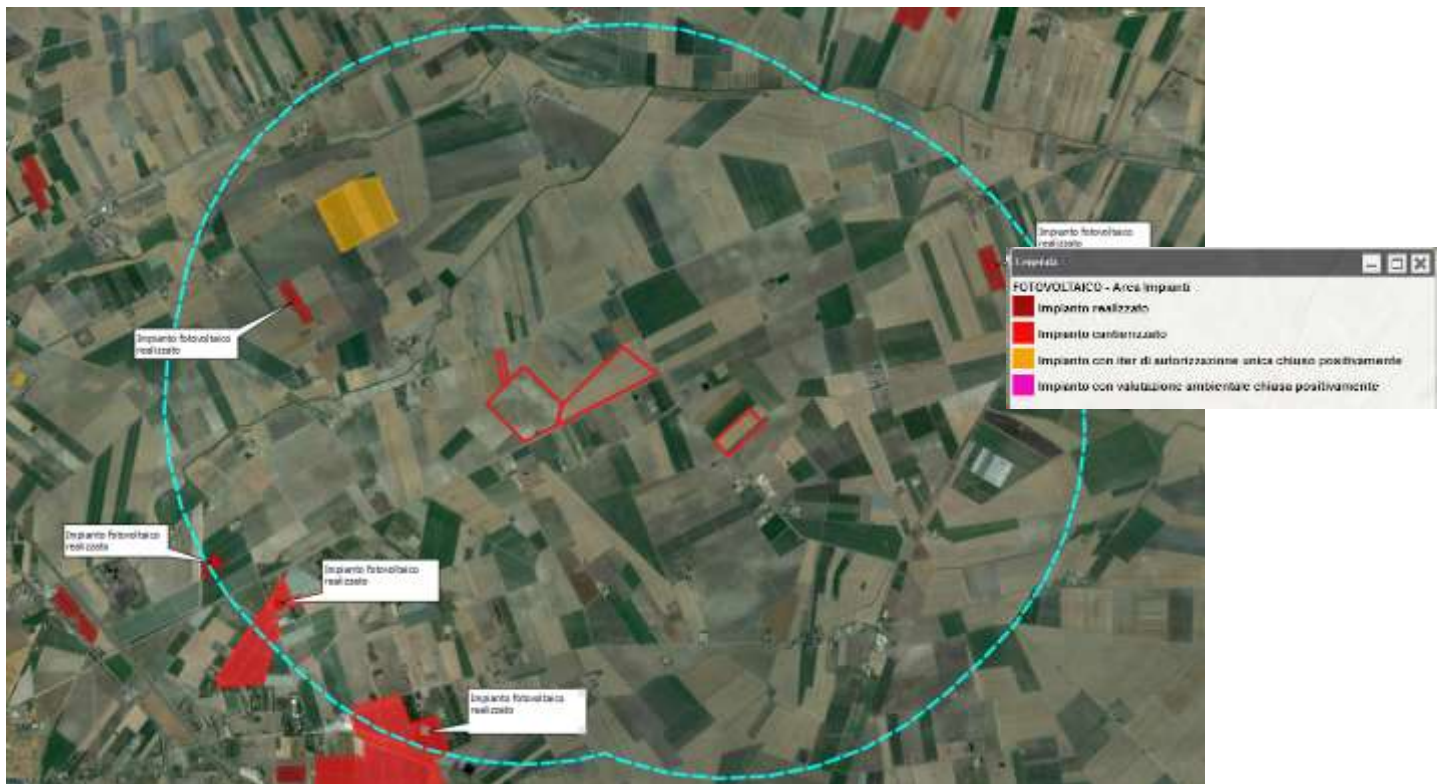 Impianto fotovoltaico
realizzato
Legenda
FOTOVOLTAICO - Area Impianti
Impianto realizzato
Impianto cantierizzato
Impianto con iter di autorizzazione unica chiuso positivamente
Impianto con valutazione ambientale chiusa positivamente
Impianto fotovoltaico
realizzato
Impianto fotovoltaico
realizzato
Impianto fotovoltaico
realizzato
Impianto fotovoltaico
realizzato